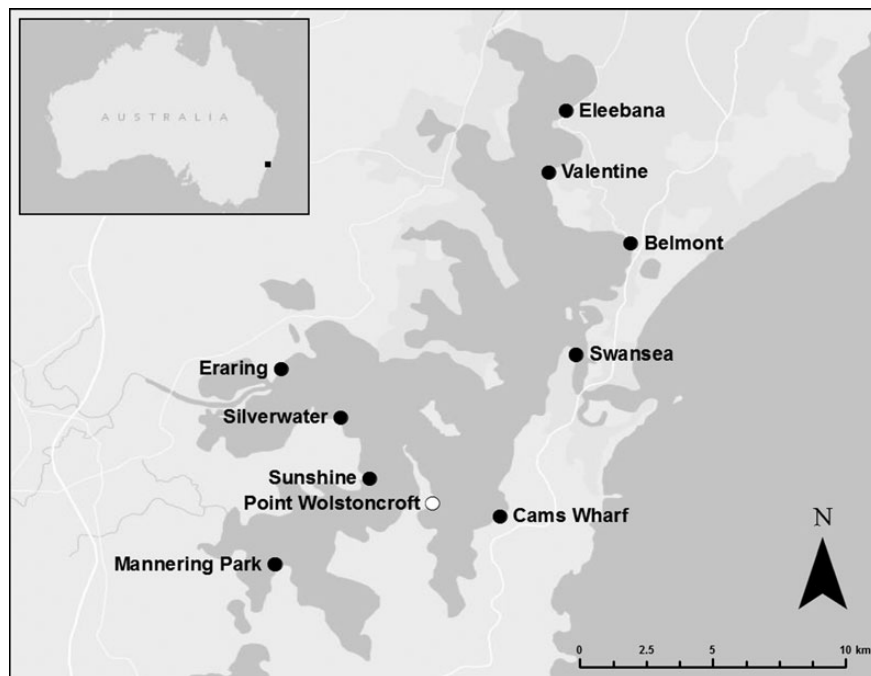 AUSTRALIA
Eleebana
Valentine
Belmont
Swansea
Eraring
Silverwater
Sunshine
Point Wolstoncroft
Cams Wharf
Mannering Park
N
0 2.5 5 10 km